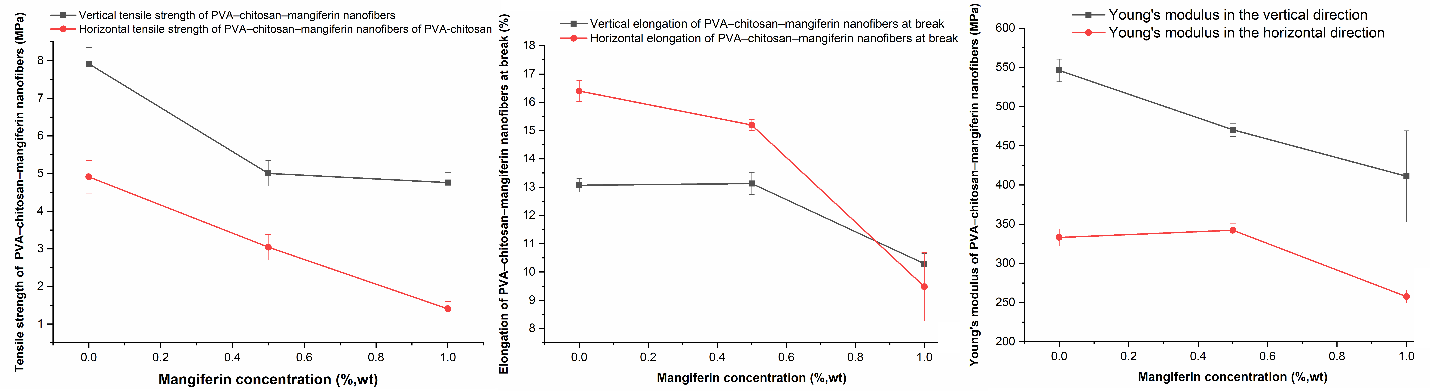 Vertical tensile strength of PVA–chitosan–mangiferin nanofibers
Horizontal tensile strength of PVA–chitosan–mangiferin nanofibers of PVA-chitosan
Tensile strength of PVA–chitosan–mangiferin nanofibers (MPa)
8
7
6
5
4
3
2
1
0.0 0.2 0.4 0.6 0.8 1.0
Mangiferin concentration (%,wt)
Vertical elongation of PVA–chitosan–mangiferin nanofibers at break
Horizontal elongation of PVA–chitosan–mangiferin nanofibers at break
Elongation of PVA–chitosan–mangiferin nanofibers at break (%)
18
17
16
15
14
13
12
11
10
9
8
0.0 0.2 0.4 0.6 0.8 1.0
Mangiferin concentration (%,wt)
Young's modulus in the vertical direction
Young's modulus in the horizontal direction
Young's modulus of PVA–chitosan–mangiferin nanofibers (MPa)
600
550
500
450
400
350
300
250
200
0.0 0.2 0.4 0.6 0.8 1.0
Mangiferin concentration (%,wt)